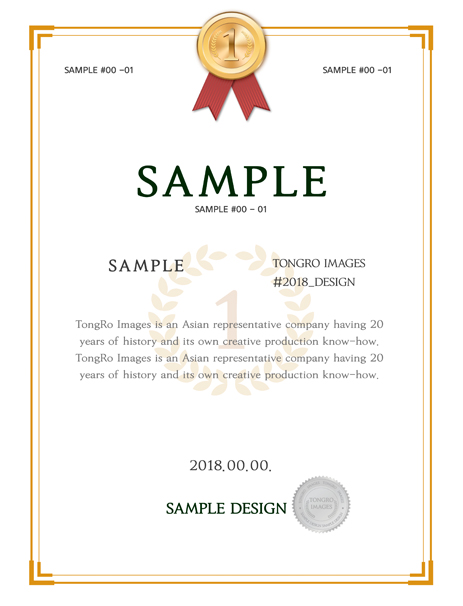 1
SAMPLE #00 -01
SAMPLE #00 -01
SAMPLE
SAMPLE #00 - 01
SAMPLE
TONGRO IMAGES
#2018_DESIGN
1
TongRo Images is an Asian representative company having 20
years of history and its own creative production know-how.
TongRo Images is an Asian representative company having 20
years of history and its own creative production know-how.
2018.00.00.
SAMPLE DESIGN
TONGRO
IMAGES